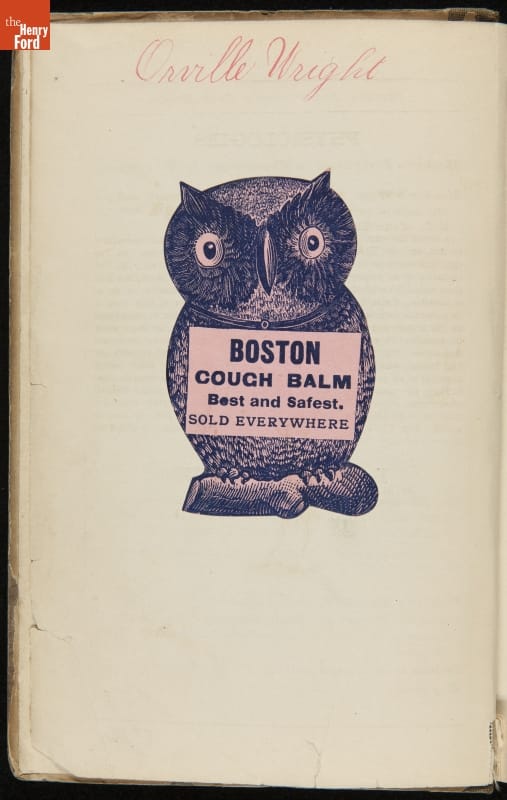 the
Henry
Ford
Orville Wright
BOSTON
COUGH BALM
Best and Safest.
SOLD EVERYWHERE